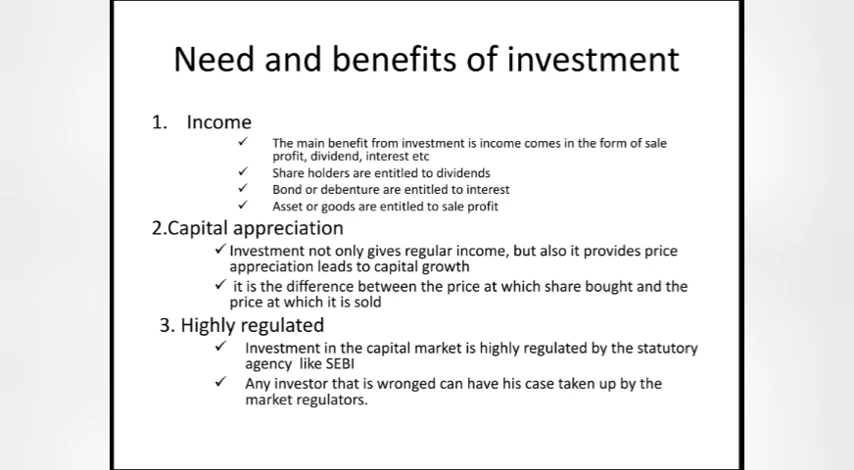 Need and benefits of investment
1. Income
✓ The main benefit from investment is income comes in the form of sale
profit, dividend, interest etc
✓ Share holders are entitled to dividends
✓ Bond or debenture are entitled to interest
✓ Asset or goods are entitled to sale profit
2.Capital appreciation
✓ Investment not only gives regular income, but also it provides price
appreciation leads to capital growth
✓ it is the difference between the price at which share bought and the
price at which it is sold
3. Highly regulated
✓ Investment in the capital market is highly regulated by the statutory
agency like SEBI
✓ Any investor that is wronged can have his case taken up by the
market regulators.